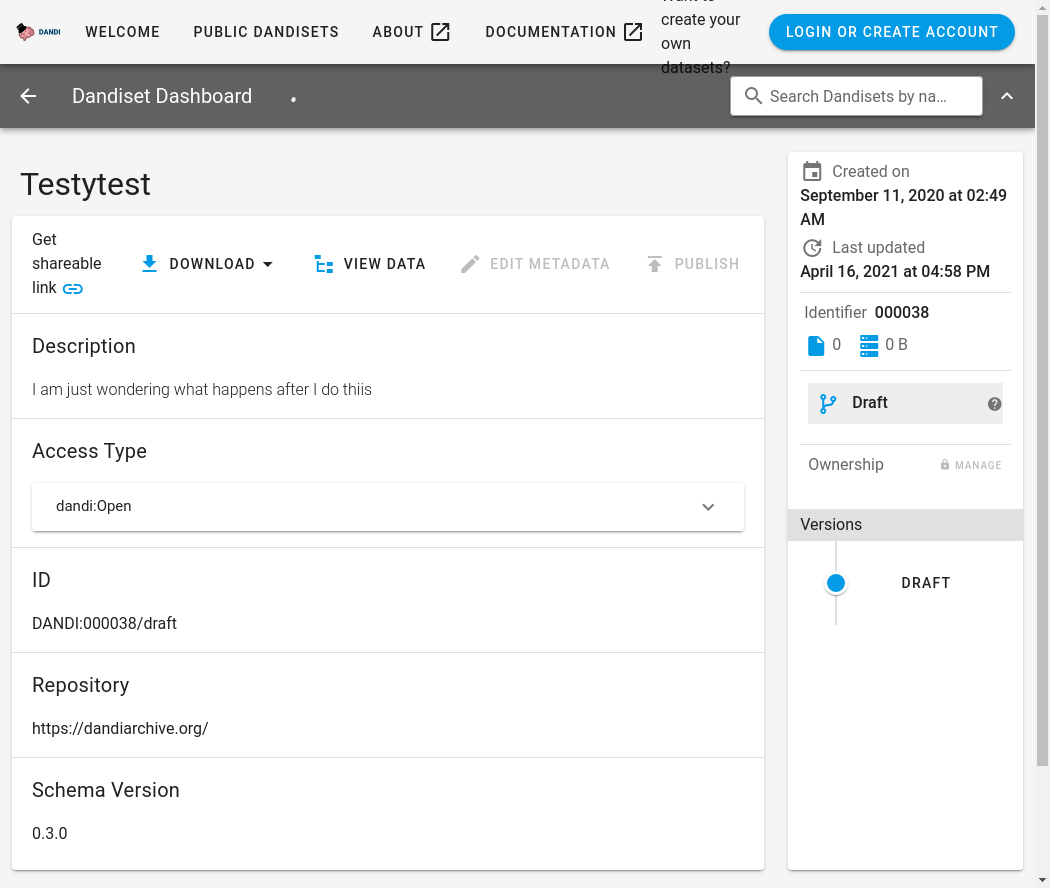 DANDI
WELCOME
PUBLIC DANDISETS
ABOUT
DOCUMENTATION
create your
own
datasets?
LOGIN OR CREATE ACCOUNT
Dandiset Dashboard
Search Dandisets by na…
Testytest
Get
shareable
link
DOWNLOAD
VIEW DATA
EDIT METADATA
PUBLISH
Description
I am just wondering what happens after I do thiis
Access Type
dandi:Open
ID
DANDI:000038/draft
Repository
https://dandiarchive.org/
Schema Version
0.3.0
Created on
September 11, 2020 at 02:49
AM
Last updated
April 16, 2021 at 04:58 PM
Identifier 000038
0
0 B
Draft
Ownership
MANAGE
Versions
DRAFT